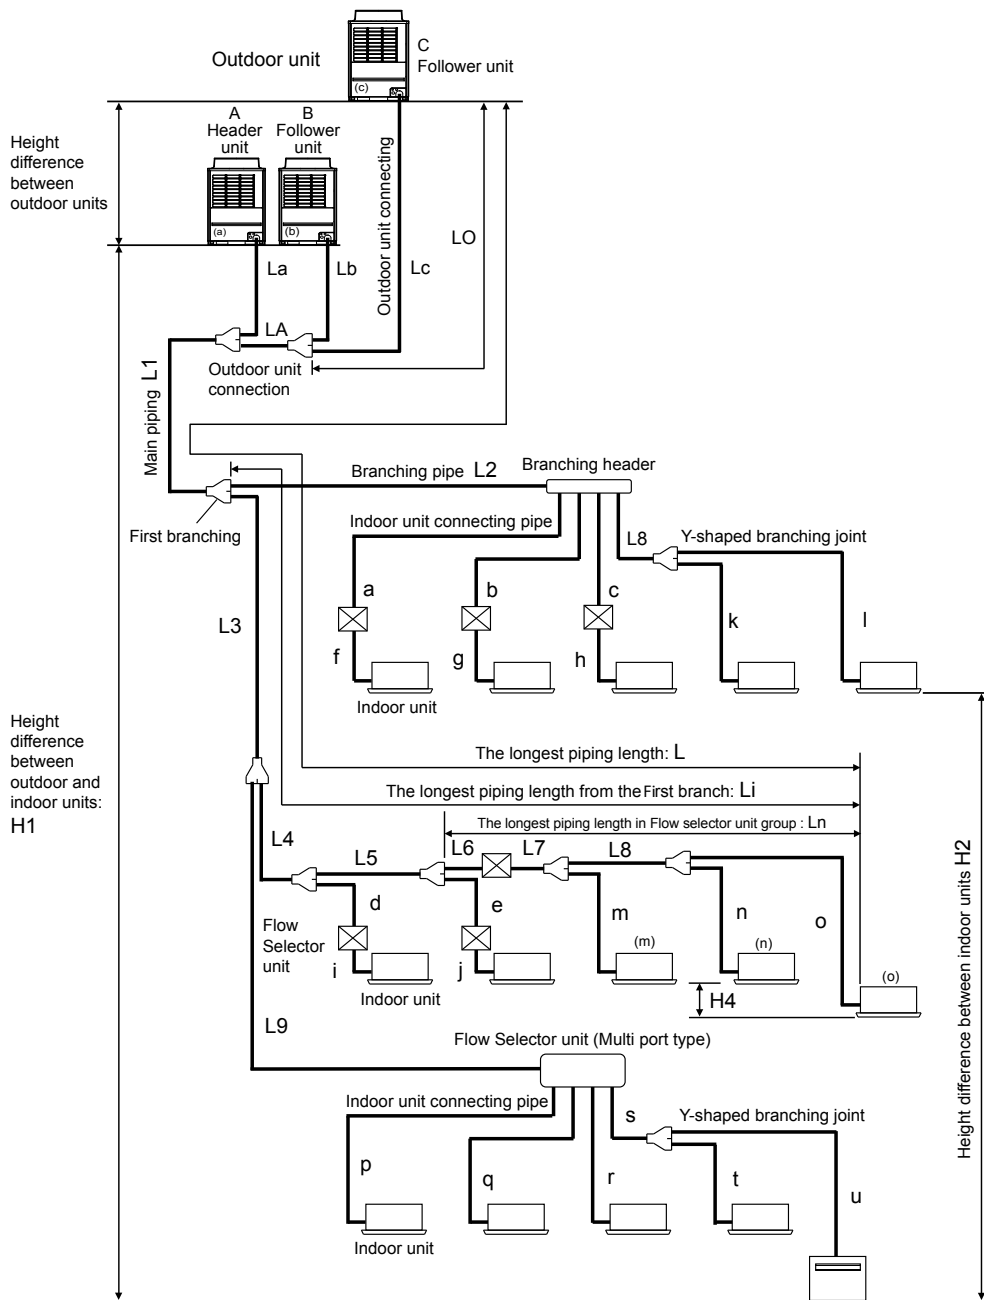 Outdoor unit
C
Follower unit
(c)
A
Header
unit
B
Follower
unit
Height
difference
between
outdoor units
(a)
(b)
Outdoor unit connecting
LO
La
Lb
Lc
LA
Outdoor unit
connection
Main piping L1
Branching pipe L2
Branching header
First branching
Indoor unit connecting pipe
L8
Y-shaped branching joint
a
b
c
k
l
L3
f
g
h
Indoor unit
Height
difference
between
outdoor and
indoor units:
H1
The longest piping length: L
The longest piping length from the First branch: Li
The longest piping length in Flow selector unit group : Ln
Height difference between indoor units H2
L4
L5
L6
L7
L8
d
e
m
n
o
Flow
Selector
unit
i
j
(m)
(n)
(o)
Indoor unit
H4
L9
Flow Selector unit (Multi port type)
Indoor unit connecting pipe
s
Y-shaped branching joint
p
q
r
t
u
Indoor unit